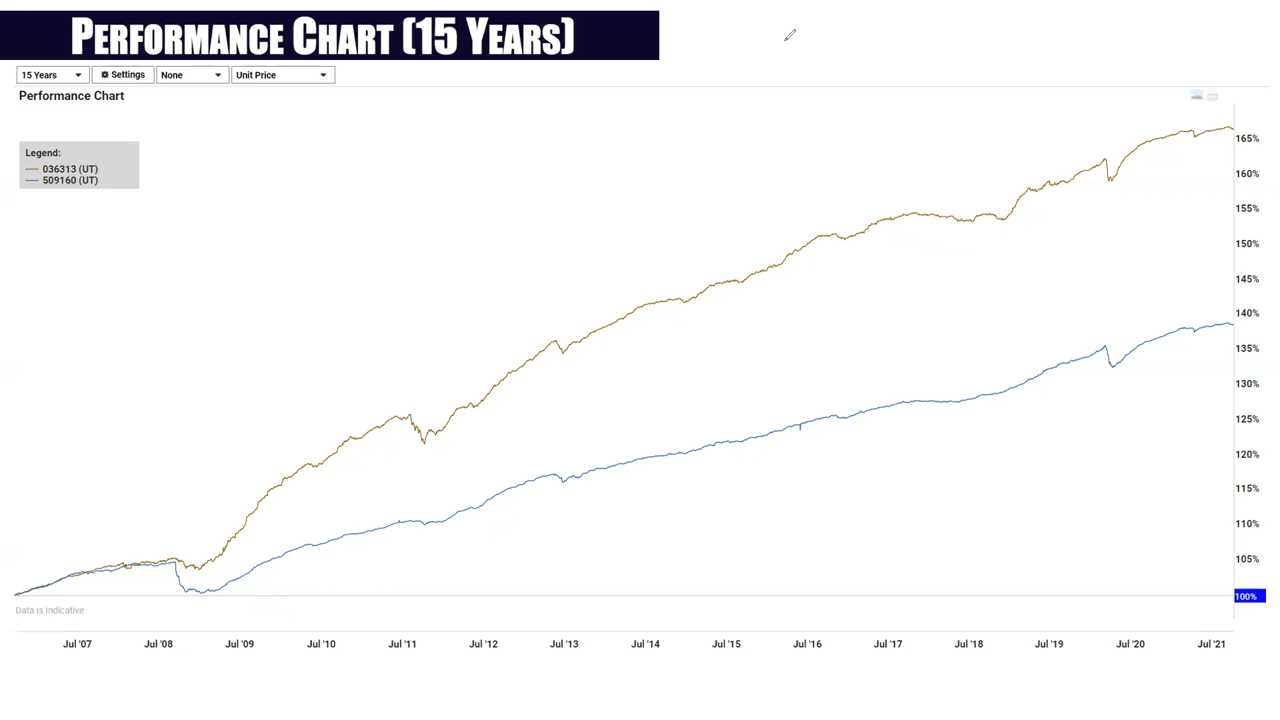 PERFORMANCE CHART (15 YEARS)
15 Years Settings None Unit Price
Performance Chart
Legend:
036313 (UT)
509160 (UT)
165%
160%
155%
150%
145%
140%
135%
130%
125%
120%
115%
110%
105%
100%
Data is Indicative
Jul '07 Jul '08 Jul '09 Jul '10 Jul '11 Jul '12 Jul '13 Jul '14 Jul '15 Jul '16 Jul '17 Jul '18 Jul '19 Jul '20 Jul '21